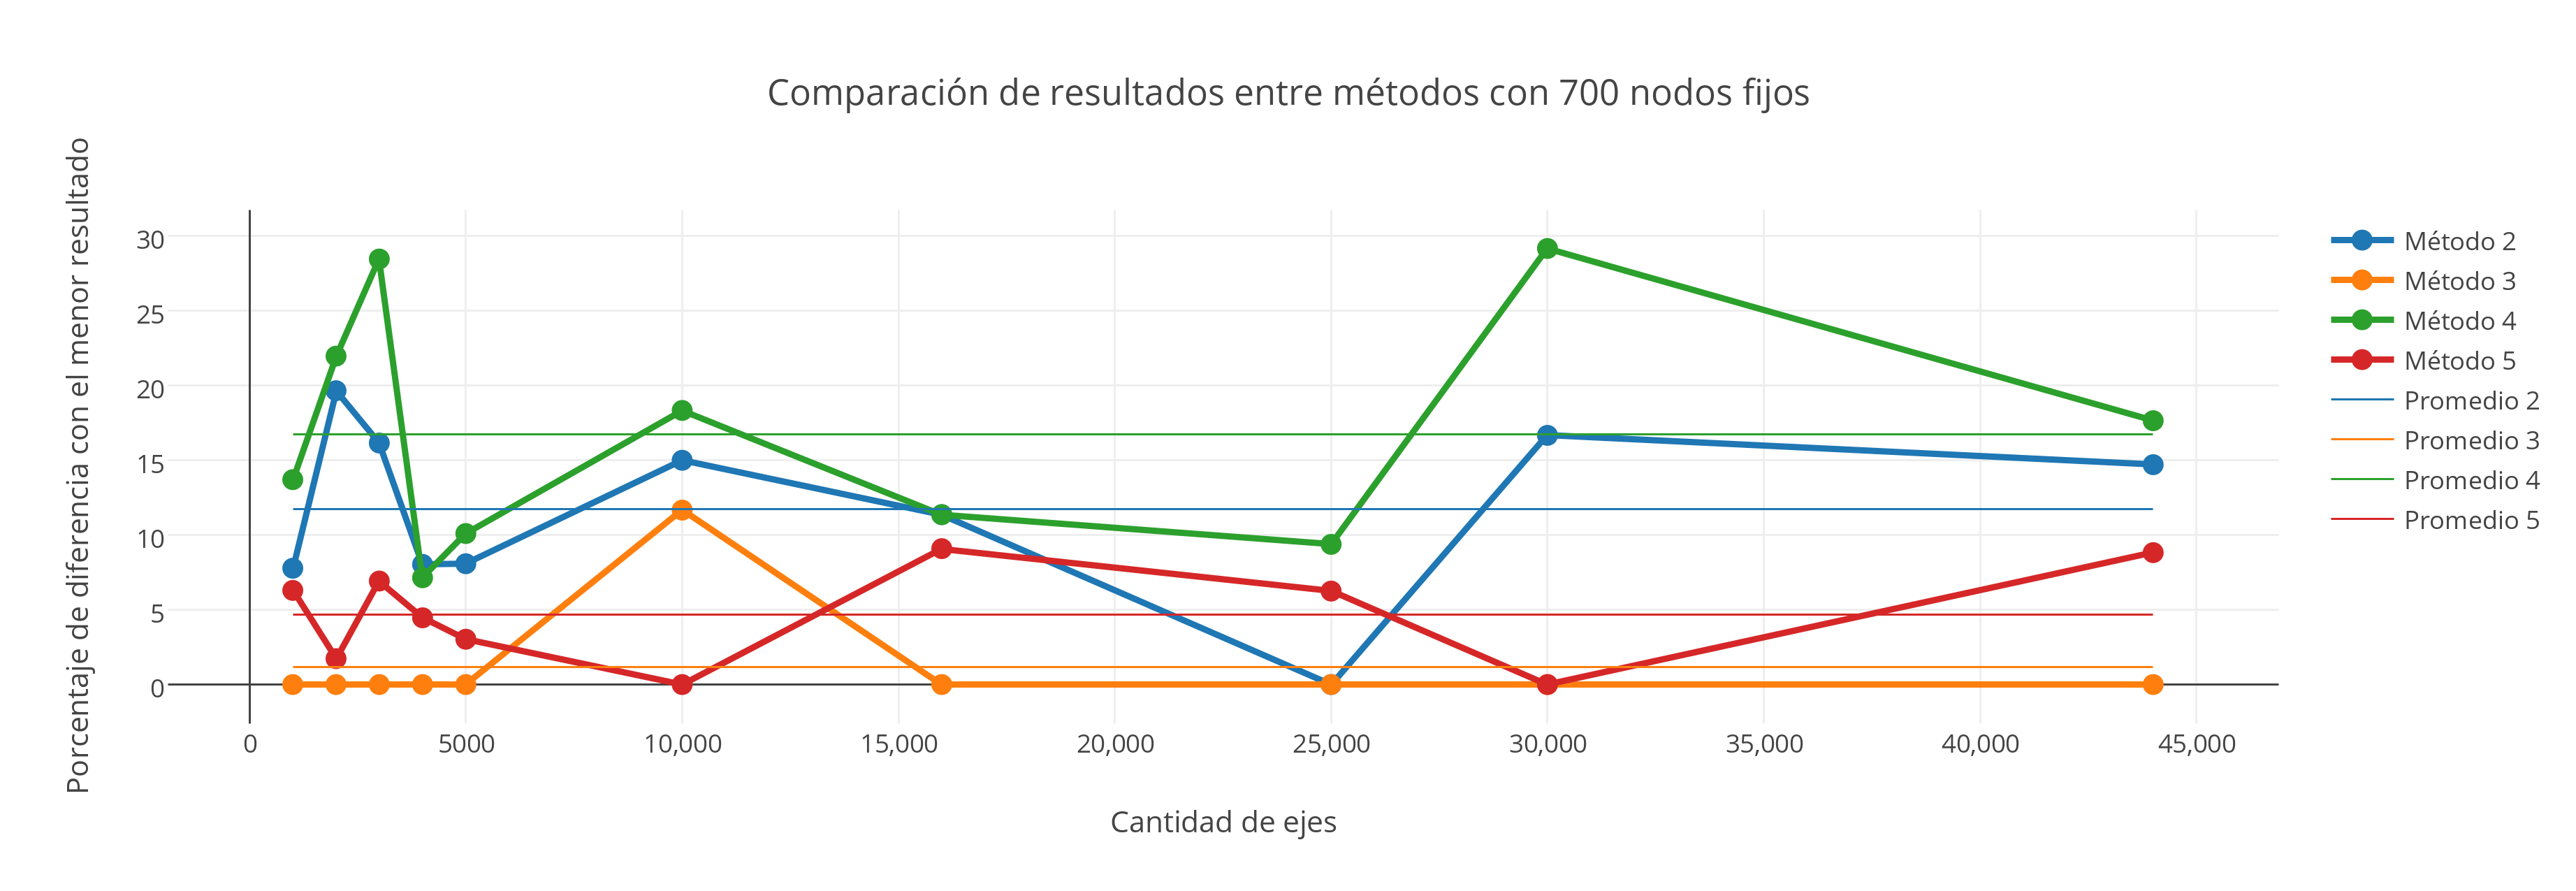 Comparación de resultados entre métodos con 700 nodos fijos
Porcentaje de diferencia con el menor resultado
30
25
20
15
10
5
0
0 5000 10,000 15,000 20,000 25,000 30,000 35,000 40,000 45,000
Cantidad de ejes
Método 2
Método 3
Método 4
Método 5
Promedio 2
Promedio 3
Promedio 4
Promedio 5